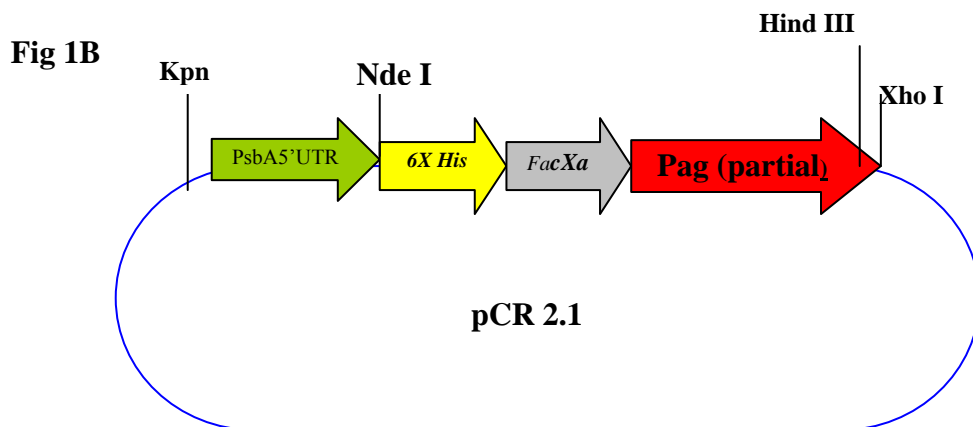 Hind III
Fig 1B
Kpn
Nde I
Xho I
PsbA5’UTR
6X His
FacXa
Pag (partial)
pCR 2.1